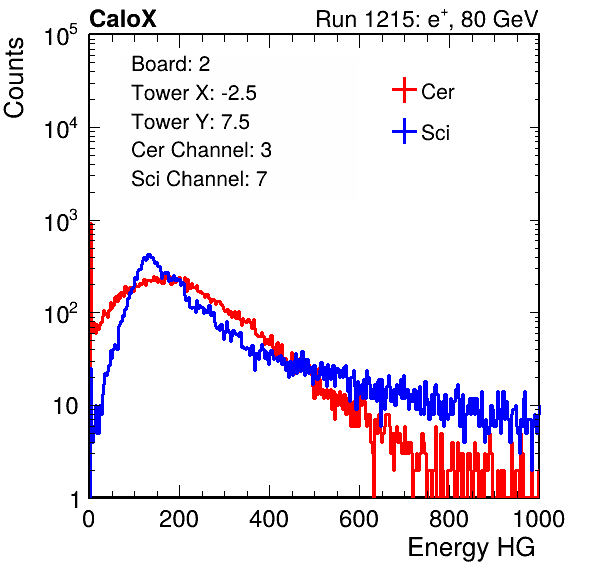 CaloX Run 1215: e⁺, 80 GeV
Counts
Board: 2
Tower X: -2.5
Tower Y: 7.5
Cer Channel: 3
Sci Channel: 7
Cer
Sci
10⁵
10⁴
10³
10²
10
1
0 200 400 600 800 1000
Energy HG